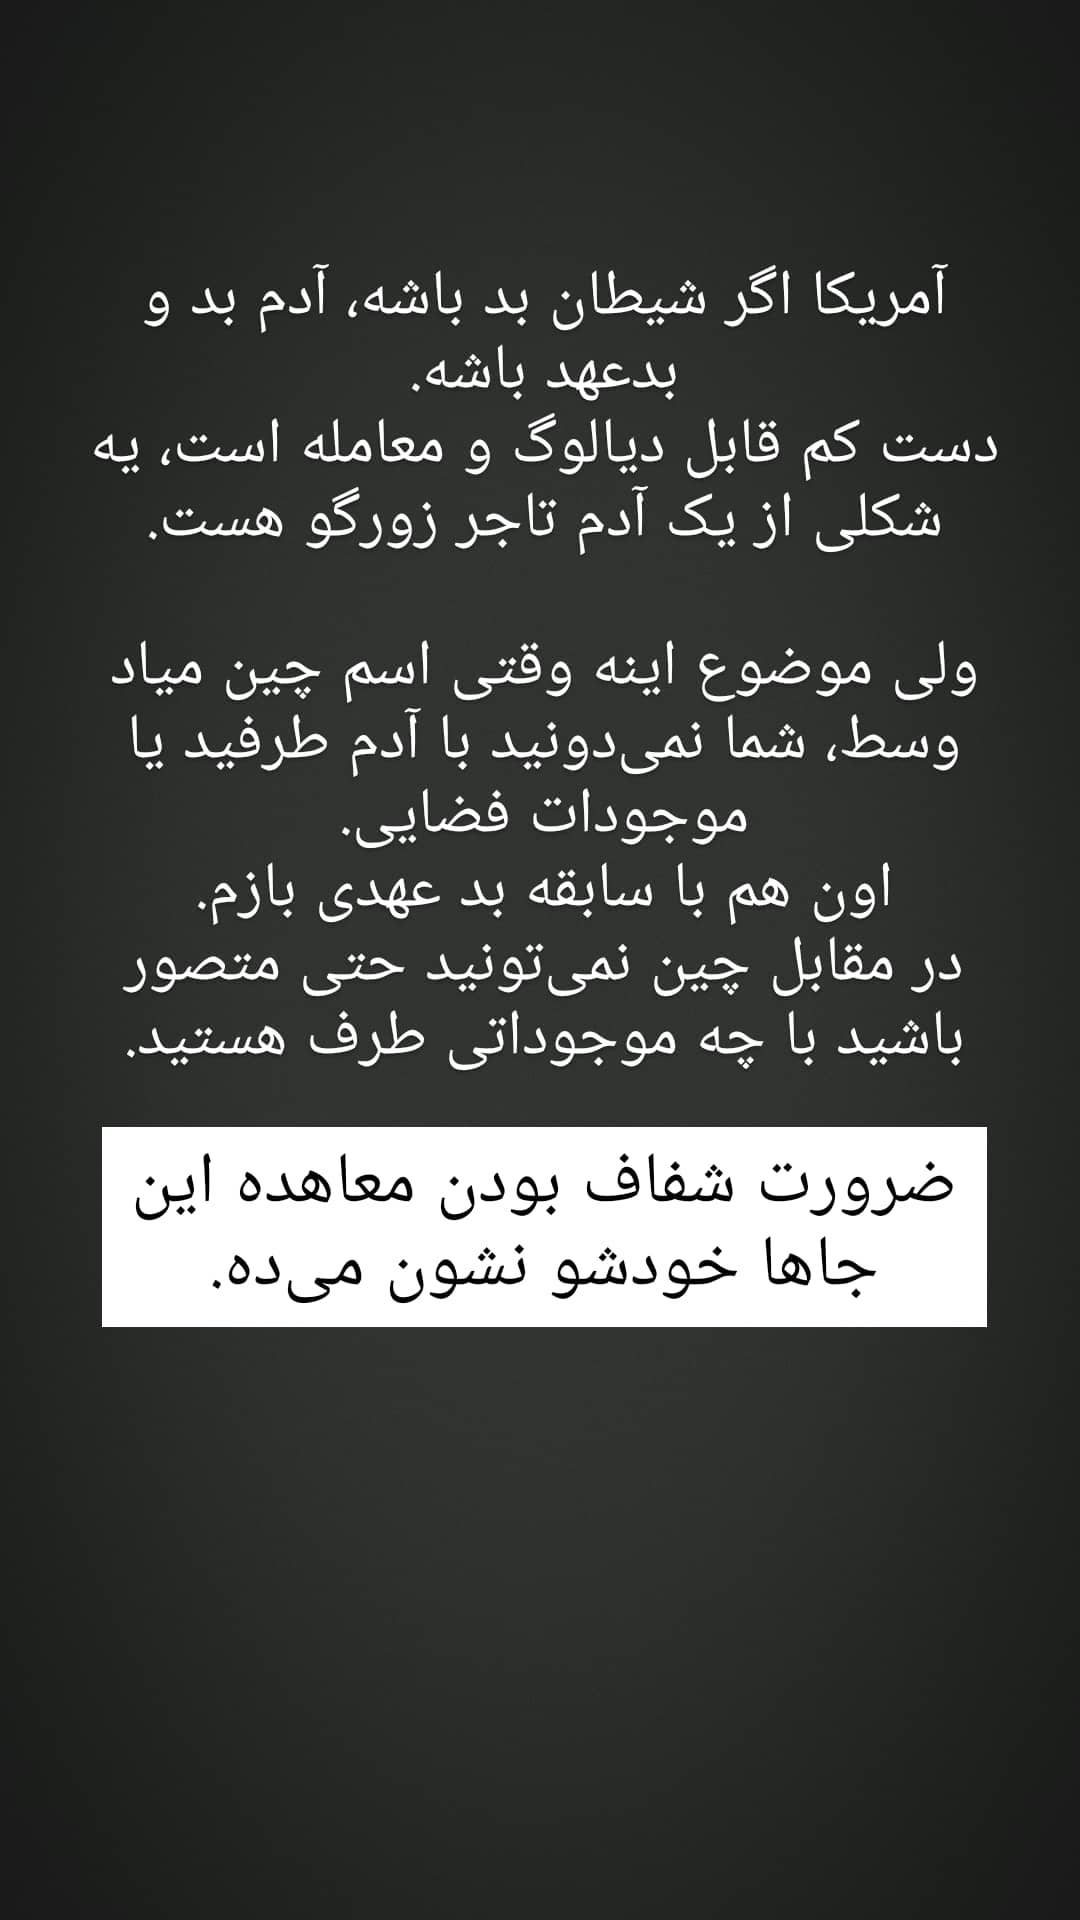 آمریکا اگر شیطان بد باشه، آدم بد و
بدعهد باشه.
دست کم قابل دیالوگ و معامله است، یه
شکلی از یک آدم تاجر زورگو هست.
ولی موضوع اینه وقتی اسم چین میاد
وسط، شما نمی‌دونید با آدم طرفید یا
موجودات فضایی.
اون هم با سابقه بد عهدی بازم.
در مقابل چین نمی‌تونید حتی متصور
باشید با چه موجوداتی طرف هستید.
ضرورت شفاف بودن معاهده این
جاها خودشو نشون می‌ده.